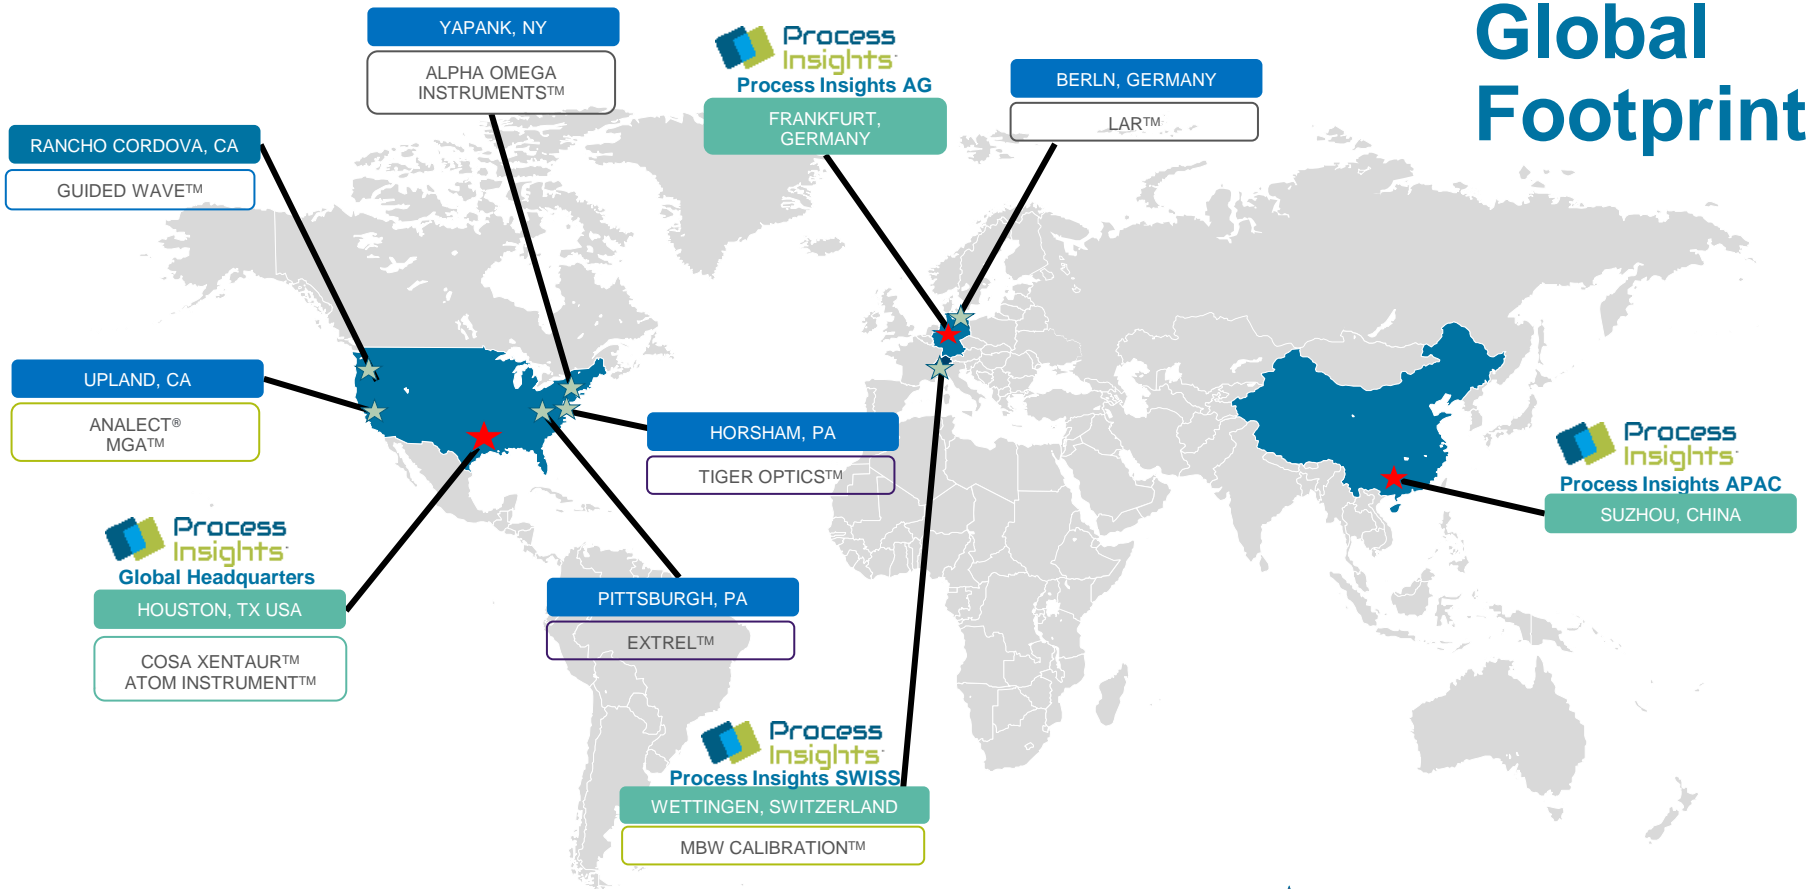 Global
Footprint
YAPANK, NY
ALPHA OMEGA
INSTRUMENTS™
Process
Insights
Process Insights AG
FRANKFURT,
GERMANY
BERLN, GERMANY
LAR™
RANCHO CORDOVA, CA
GUIDED WAVE™
UPLAND, CA
ANALECT®
MGA™
HORSHAM, PA
TIGER OPTICS™
Process
Insights
Process Insights APAC
SUZHOU, CHINA
Process
Insights
Global Headquarters
HOUSTON, TX USA
COSA XENTAUR™
ATOM INSTRUMENT™
PITTSBURGH, PA
EXTREL™
Process
Insights
Process Insights SWISS
WETTINGEN, SWITZERLAND
MBW CALIBRATION™